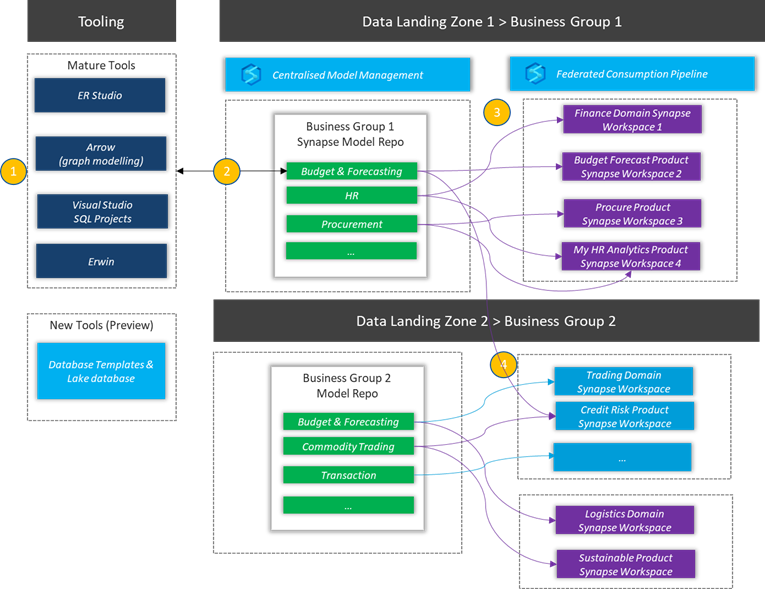 Tooling
Mature Tools
ER Studio
Arrow
(graph modelling)
Visual Studio
SQL Projects
Erwin
New Tools (Preview)
Database Templates &
Lake database
1
2
Data Landing Zone 1 > Business Group 1
Centralised Model Management
Federated Consumption Pipeline
Business Group 1
Synapse Model Repo
Budget & Forecasting
HR
Procurement
...
3
Finance Domain Synapse
Workspace 1
Budget Forecast Product
Synapse Workspace 2
Procure Product
Synapse Workspace 3
My HR Analytics Product
Synapse Workspace 4
Data Landing Zone 2 > Business Group 2
Business Group 2
Model Repo
Budget & Forecasting
Commodity Trading
Transaction
...
4
Trading Domain
Synapse Workspace
Credit Risk Product
Synapse Workspace
...
Logistics Domain
Synapse Workspace
Sustainable Product
Synapse Workspace